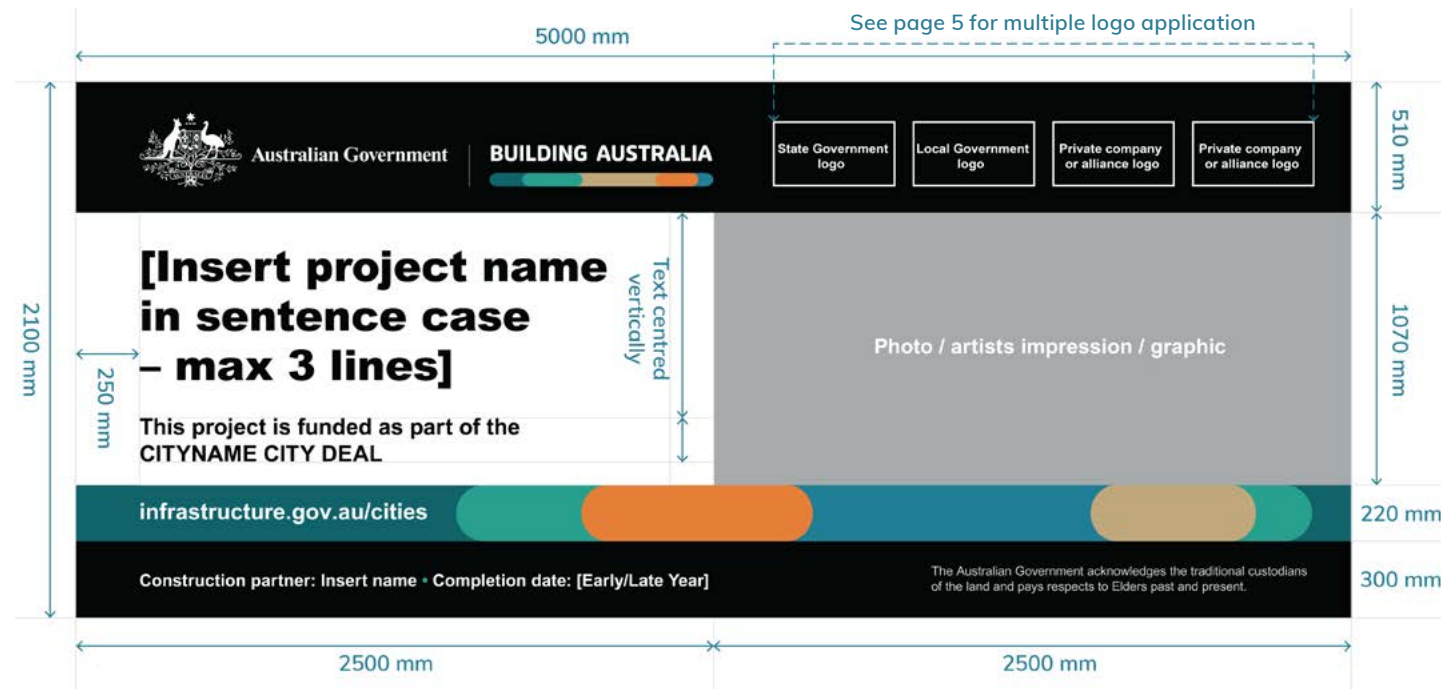 See page 5 for multiple logo application
5000 mm
Australian Government
BUILDING AUSTRALIA
State Government
logo
Local Government
logo
Private company
or alliance logo
Private company
or alliance logo
510 mm
[Insert project name
in sentence case
– max 3 lines]
Text centred
vertically
2100 mm
250 mm
Photo / artists impression / graphic
1070 mm
This project is funded as part of the
CITYNAME CITY DEAL
infrastructure.gov.au/cities
220 mm
Construction partner: Insert name • Completion date: [Early/Late Year]
The Australian Government acknowledges the traditional custodians
of the land and pays respects to Elders past and present.
300 mm
2500 mm
2500 mm